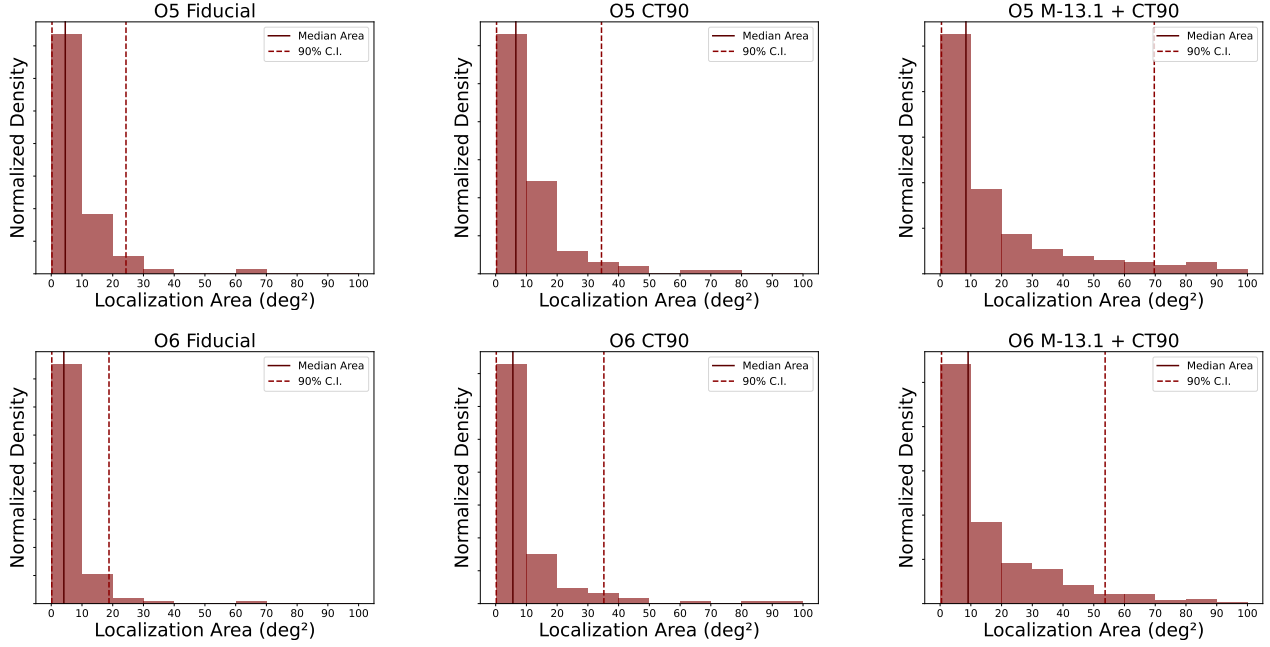 O5 Fiducial
Normalized Density
Median Area
90% C.I.
0 10 20 30 40 50 60 70 80 90 100
Localization Area (deg²)
O5 CT90
Normalized Density
Median Area
90% C.I.
0 10 20 30 40 50 60 70 80 90 100
Localization Area (deg²)
O5 M-13.1 + CT90
Normalized Density
Median Area
90% C.I.
0 10 20 30 40 50 60 70 80 90 100
Localization Area (deg²)
O6 Fiducial
Normalized Density
Median Area
90% C.I.
0 10 20 30 40 50 60 70 80 90 100
Localization Area (deg²)
O6 CT90
Normalized Density
Median Area
90% C.I.
0 10 20 30 40 50 60 70 80 90 100
Localization Area (deg²)
O6 M-13.1 + CT90
Normalized Density
Median Area
90% C.I.
0 10 20 30 40 50 60 70 80 90 100
Localization Area (deg²)